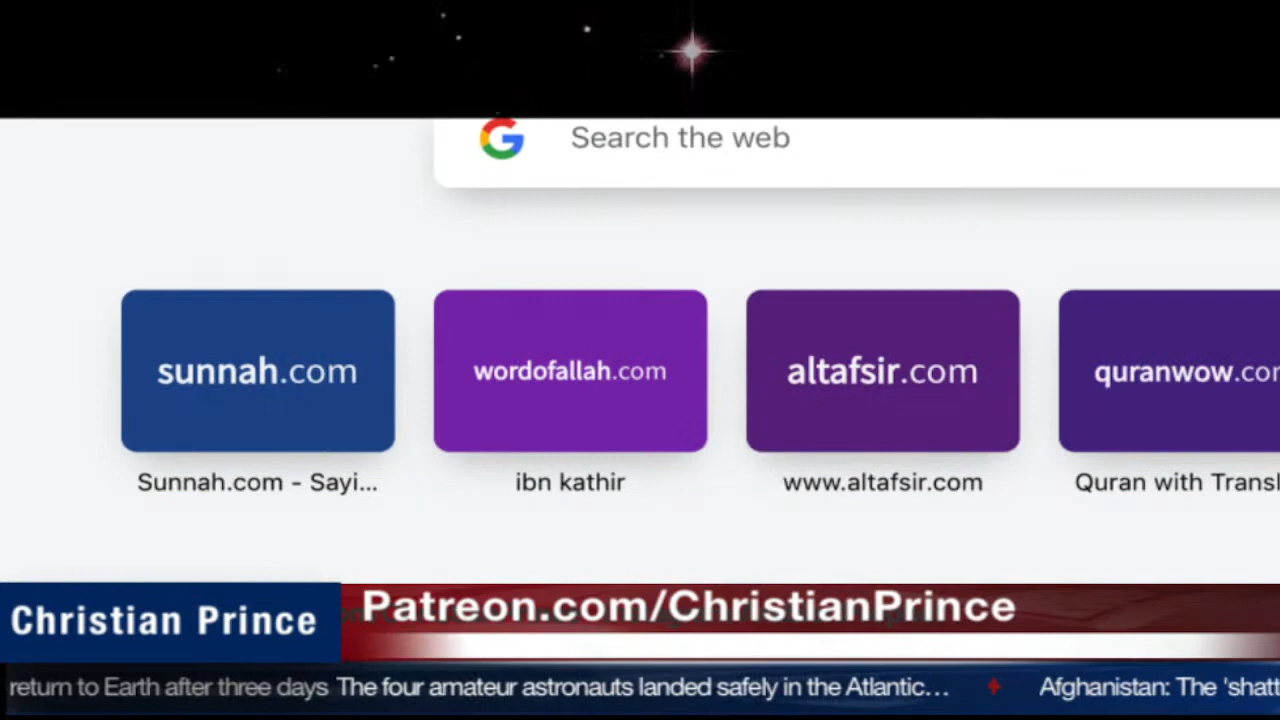 Search the web
sunnah.com
wordofallah.com
altafsir.com
quranwow.com
Sunnah.com - Sayi...
ibn kathir
www.altafsir.com
Quran with Transl
Christian Prince
Patreon.com/ChristianPrince
return to Earth after three days The four amateur astronauts landed safely in the Atlantic... Afghanistan: The 'shatt